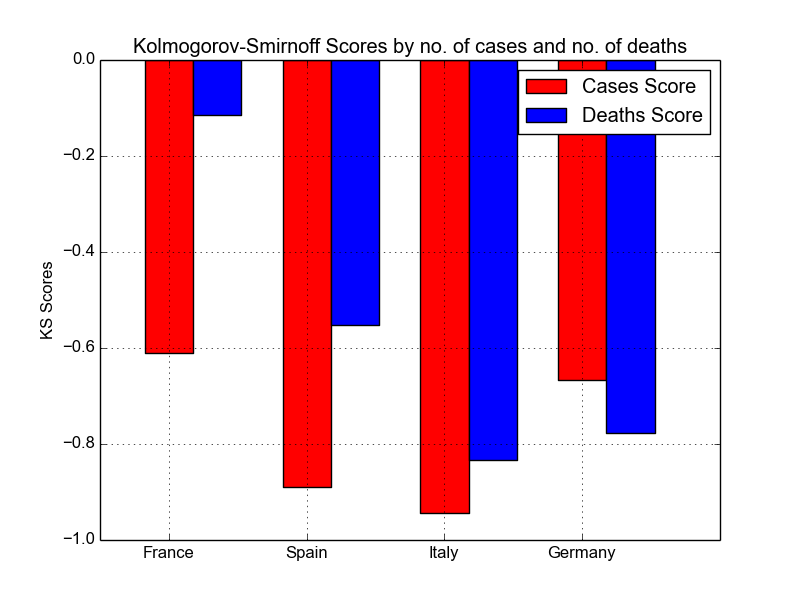 Kolmogorov-Smirnoff Scores by no. of cases and no. of deaths
Cases Score
Deaths Score
KS Scores
0.0
−0.2
−0.4
−0.6
−0.8
−1.0
France Spain Italy Germany